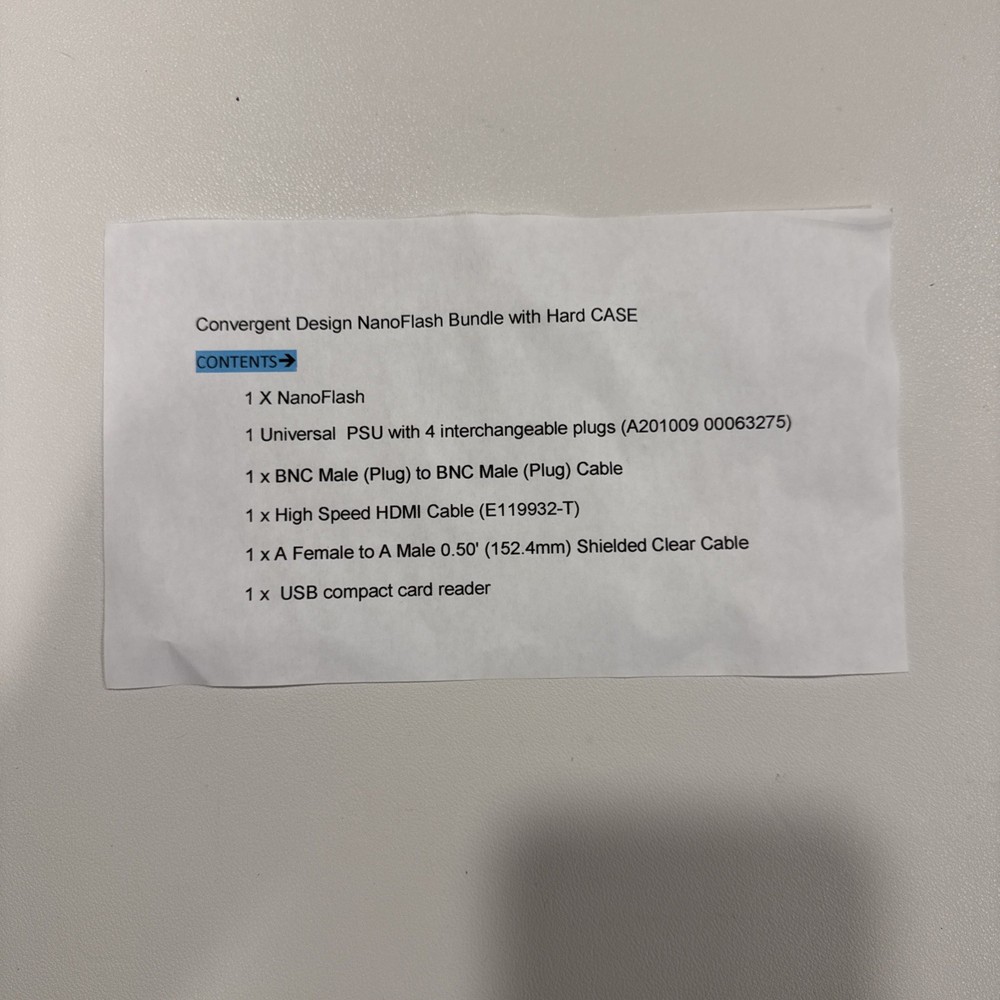 Convergent Design NanoFlash Bundle with Hard CASE
CONTENTS→
1 X NanoFlash
1 Universal  PSU with 4 interchangeable plugs (A201009 00063275)
1 x BNC Male (Plug) to BNC Male (Plug) Cable
1 x High Speed HDMI Cable (E119932-T)
1 x A Female to A Male 0.50' (152.4mm) Shielded Clear Cable
1 x  USB compact card reader